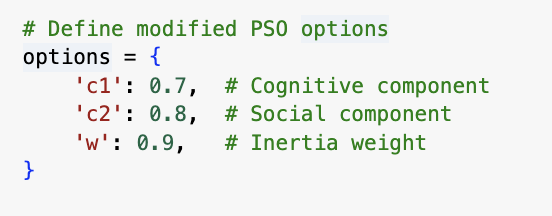 # Define modified PSO options
options = {
    'c1': 0.7,  # Cognitive component
    'c2': 0.8,  # Social component
    'w': 0.9,   # Inertia weight
}